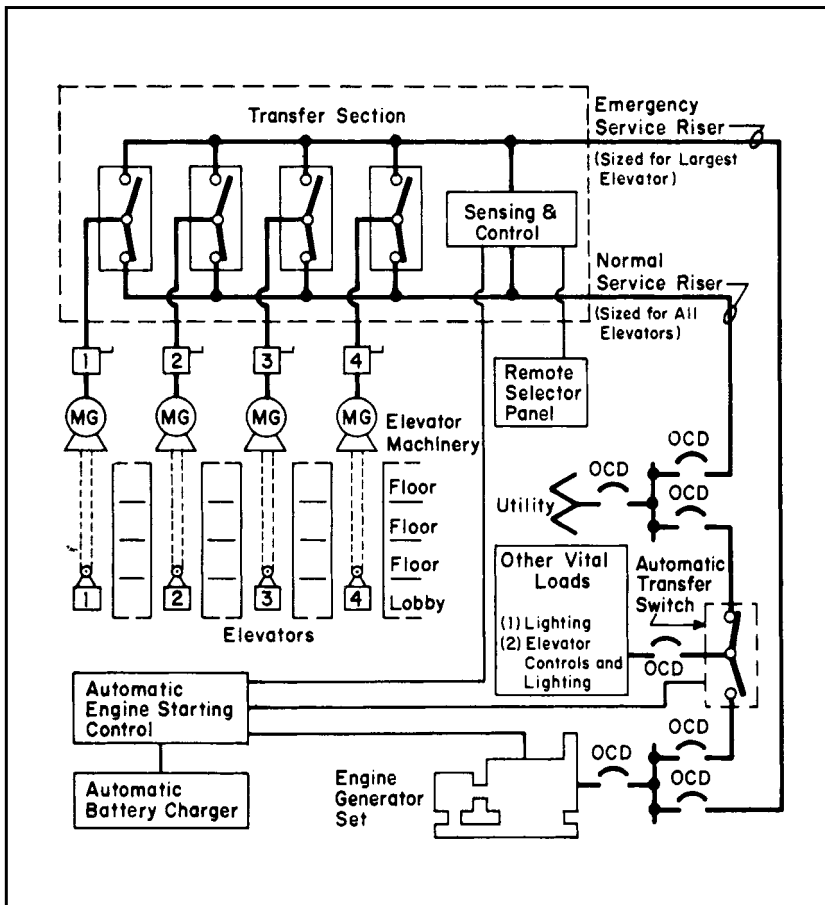 Transfer Section
Emergency
Service Riser
(Sized for Largest
Elevator)
Sensing &
Control
Normal
Service Riser
(Sized for All
Elevators)
1
2
3
4
Remote
Selector
Panel
MG
MG
MG
MG
Elevator
Machinery
OCD
OCD
OCD
Floor
Floor
Floor
Lobby
Utility
1
2
3
4
Elevators
Other Vital
Loads
(1) Lighting
(2) Elevator
Controls and
Lighting
Automatic
Transfer
Switch
OCD
Automatic
Engine Starting
Control
Automatic
Battery Charger
Engine
Generator
Set
OCD
OCD
OCD